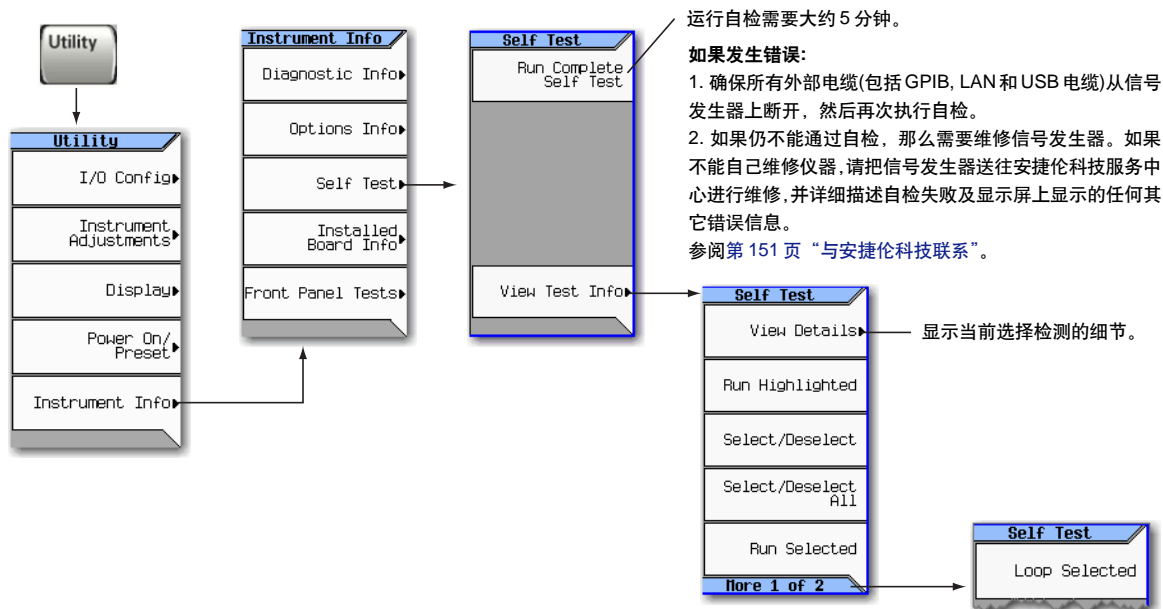 Utility
Utility
I/O Config
Instrument
Adjustments
Display
Power On/
Preset
Instrument Info
Instrument Info
Diagnostic Info
Options Info
Self Test
Installed
Board Info
Front Panel Tests
Self Test
Run Complete
Self Test
View Test Info
运行自检需要大约 5 分钟。
如果发生错误:
1. 确保所有外部电缆(包括 GPIB, LAN 和 USB 电缆)从信号
发生器上断开，然后再次执行自检。
2. 如果仍不能通过自检，那么需要维修信号发生器。如果
不能自己维修仪器,请把信号发生器送往安捷伦科技服务中
心进行维修,并详细描述自检失败及显示屏上显示的任何其
它错误信息。
参阅第 151 页“与安捷伦科技联系”。
Self Test
View Details
显示当前选择检测的细节。
Run Highlighted
Select/Deselect
Select/Deselect
All
Run Selected
More 1 of 2
Self Test
Loop Selected